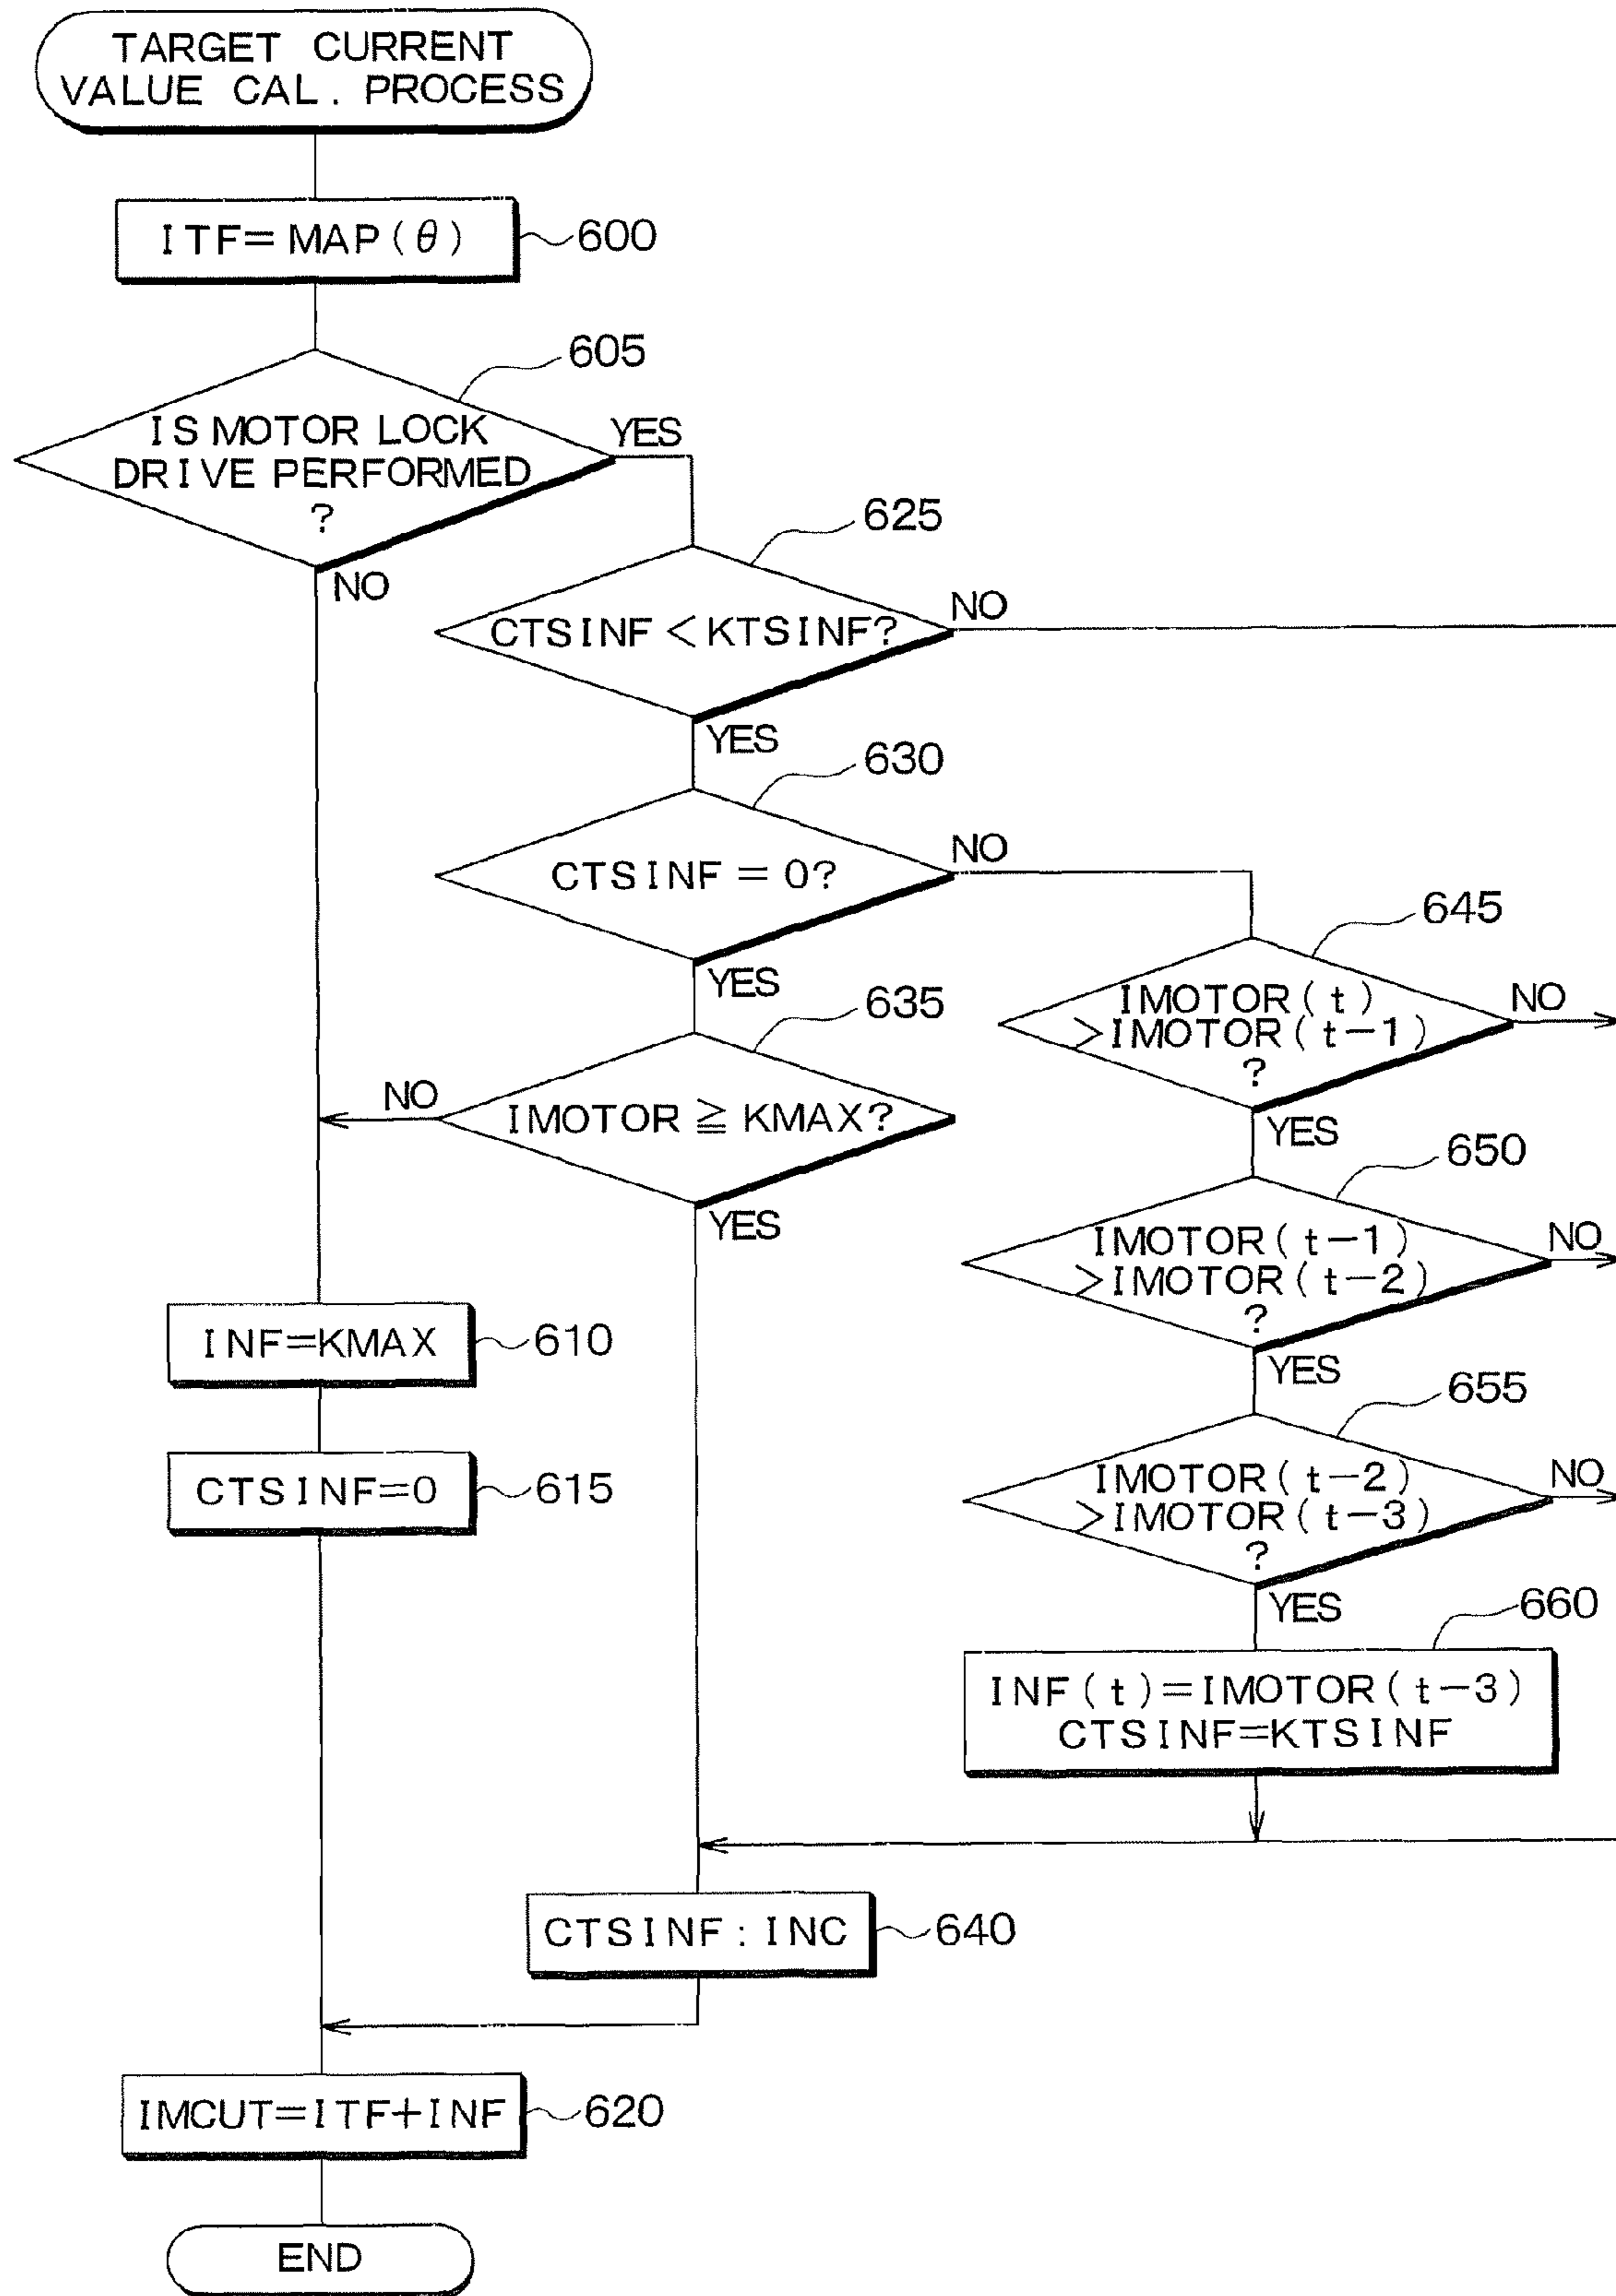 TARGET CURRENT
VALUE CAL. PROCESS
ITF=MAP(θ)
600
605
IS MOTOR LOCK
DRIVE PERFORMED
?
YES
NO
625
CTSINF<KTSINF?
NO
YES
630
CTSINF=0?
NO
YES
635
IMOTOR≧KMAX?
NO
YES
645
IMOTOR(t)
>IMOTOR(t-1)
?
NO
YES
650
IMOTOR(t-1)
>IMOTOR(t-2)
?
NO
YES
655
IMOTOR(t-2)
>IMOTOR(t-3)
?
NO
YES
660
INF(t)=IMOTOR(t-3)
CTSINF=KTSINF
INF=KMAX
610
CTSINF=0
615
CTSINF:INC
640
IMCUT=ITF+INF
620
END